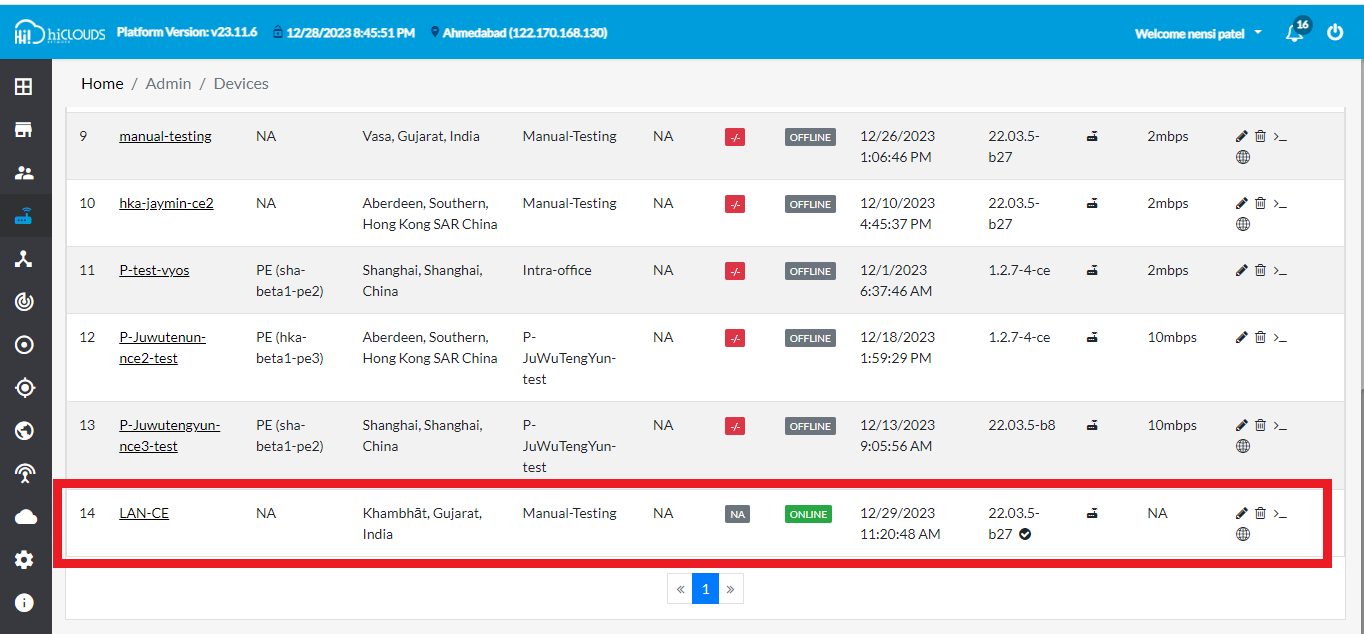 Hi! hiCLOUDS
NETWORK
Platform Version: v23.11.6 12/28/2023 8:45:51 PM Ahmedabad (122.170.168.130) Welcome nensi patel 16
Home / Admin / Devices
9 manual-testing NA Vasa, Gujarat, India Manual-Testing NA -/- OFFLINE 12/26/2023 22.03.5- 2mbps >_
1:06:46 PM b27
10 hka-jaymin-ce2 NA Aberdeen, Southern, Manual-Testing NA -/- OFFLINE 12/10/2023 22.03.5- 2mbps >_
Hong Kong SAR China 4:45:37 PM b27
11 P-test-vyos PE (sha- Shanghai, Shanghai, Intra-office NA -/- OFFLINE 12/1/2023 1.2.7-4-ce 2mbps >_
beta1-pe2) China 6:37:46 AM
12 P-Juwutenun- PE (hka- Aberdeen, Southern, P- NA -/- OFFLINE 12/18/2023 1.2.7-4-ce 10mbps >_
nce2-test beta1-pe3) Hong Kong SAR China JuWuTengYun- 1:59:29 PM
test
13 P-Juwutengyun- PE (sha- Shanghai, Shanghai, P- NA -/- OFFLINE 12/13/2023 22.03.5-b8 10mbps >_
nce3-test beta1-pe2) China JuWuTengYun- 9:05:56 AM
test
14 LAN-CE NA Khambhāt, Gujarat, Manual-Testing NA NA ONLINE 12/29/2023 22.03.5- NA >_
India 11:20:48 AM b27
« 1 »